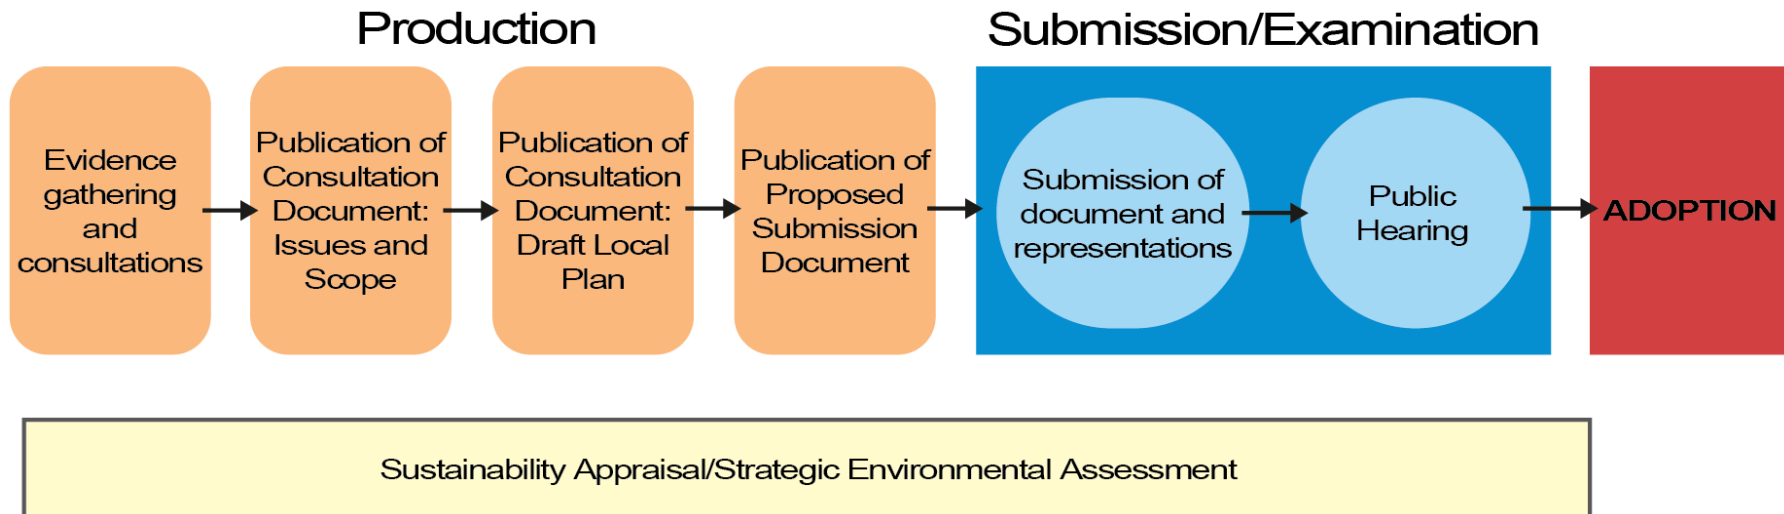 Production
Submission/Examination
Evidence
gathering
and
consultations
Publication of
Consultation
Document:
Issues and
Scope
Publication of
Consultation
Document:
Draft Local
Plan
Publication of
Proposed
Submission
Document
Submission of
document and
representations
Public
Hearing
ADOPTION
Sustainability Appraisal/Strategic Environmental Assessment